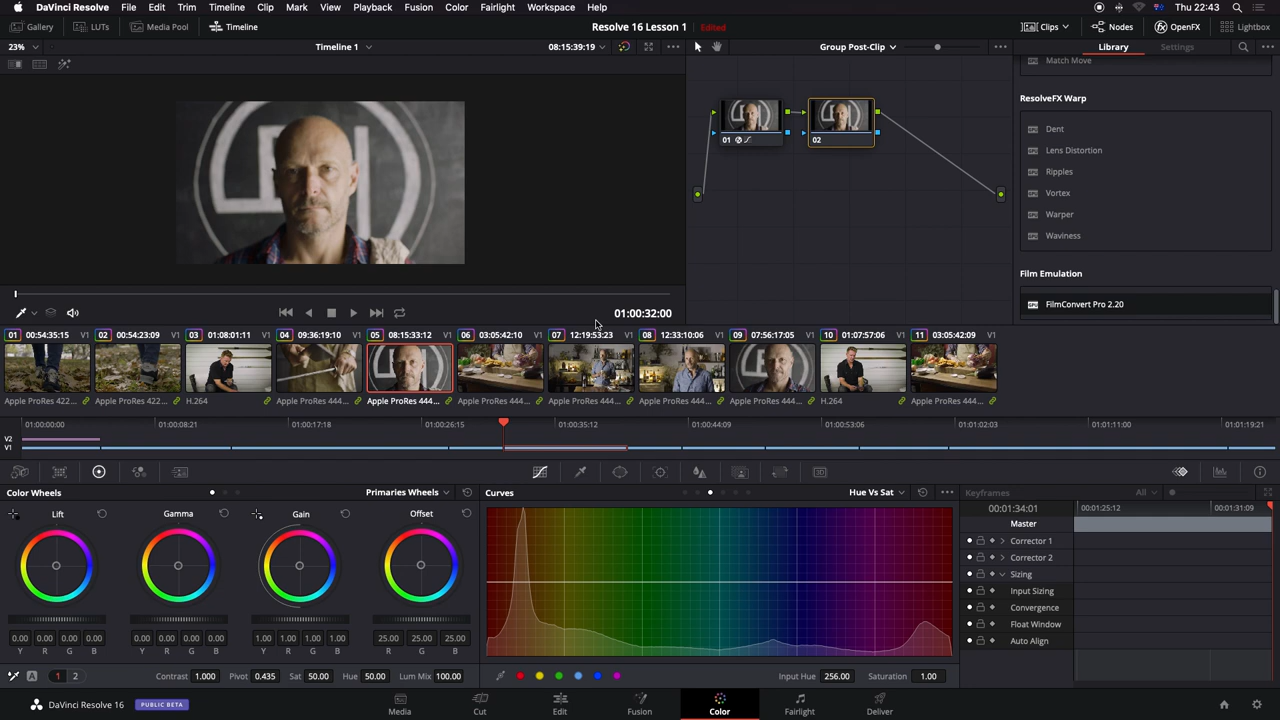 DaVinci Resolve File Edit Trim Timeline Clip Mark View Playback Fusion Color Fairlight Workspace Help Thu 22:43
Gallery LUTs Media Pool Timeline Resolve 16 Lesson 1 Edited Clips Nodes OpenFX Lightbox
23% Timeline 1 08:15:39:19 Group Post-Clip Library Settings
Match Move
ResolveFX Warp
Dent
Lens Distortion
Ripples
Vortex
Warper
Waviness
Film Emulation
FilmConvert Pro 2.20
01 02
01:00:32:00
01 00:54:35:15 V1 02 00:54:23:09 V1 03 01:08:01:11 V1 04 09:36:19:10 V1 05 08:15:33:12 V1 06 03:05:42:10 V1 07 12:19:53:23 V1 08 12:33:10:06 V1 09 07:56:17:05 V1 10 01:07:57:06 V1 11 03:05:42:09 V1
Apple ProRes 422... Apple ProRes 422... H.264 Apple ProRes 444... Apple ProRes 444... Apple ProRes 444... Apple ProRes 444... Apple ProRes 444... Apple ProRes 444... H.264 Apple ProRes 444...
01:00:00:00 01:00:08:21 01:00:17:18 01:00:26:15 01:00:35:12 01:00:44:09 01:00:53:06 01:01:02:03 01:01:11:00 01:01:19:21
V2
V1
Color Wheels Primaries Wheels Curves Hue Vs Sat Keyframes All
Lift Gamma Gain Offset
00:01:34:01 00:01:25:12 00:01:31:09
Master
Corrector 1
Corrector 2
Sizing
Input Sizing
Convergence
Float Window
Auto Align
0.00 0.00 0.00 0.00 0.00 0.00 0.00 0.00 1.00 1.00 1.00 1.00 25.00 25.00 25.00
Y R G B Y R G B Y R G B R G B
A 1 2 Contrast 1.000 Pivot 0.435 Sat 50.00 Hue 50.00 Lum Mix 100.00 Input Hue 256.00 Saturation 1.00
DaVinci Resolve 16 PUBLIC BETA Media Cut Edit Fusion Color Fairlight Deliver